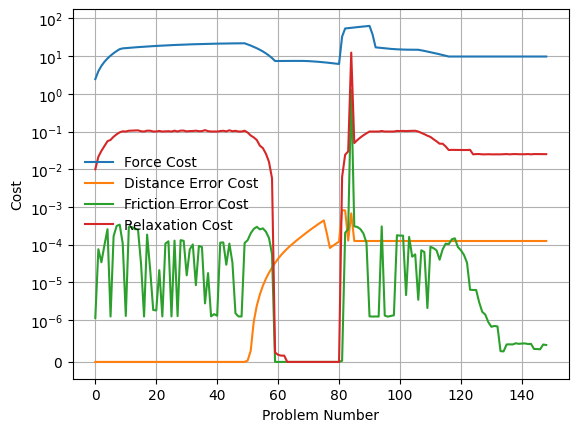 10²
10¹
10⁰
10⁻¹
10⁻²
10⁻³
10⁻⁴
10⁻⁵
10⁻⁶
0
Cost
Force Cost
Distance Error Cost
Friction Error Cost
Relaxation Cost
0 20 40 60 80 100 120 140
Problem Number